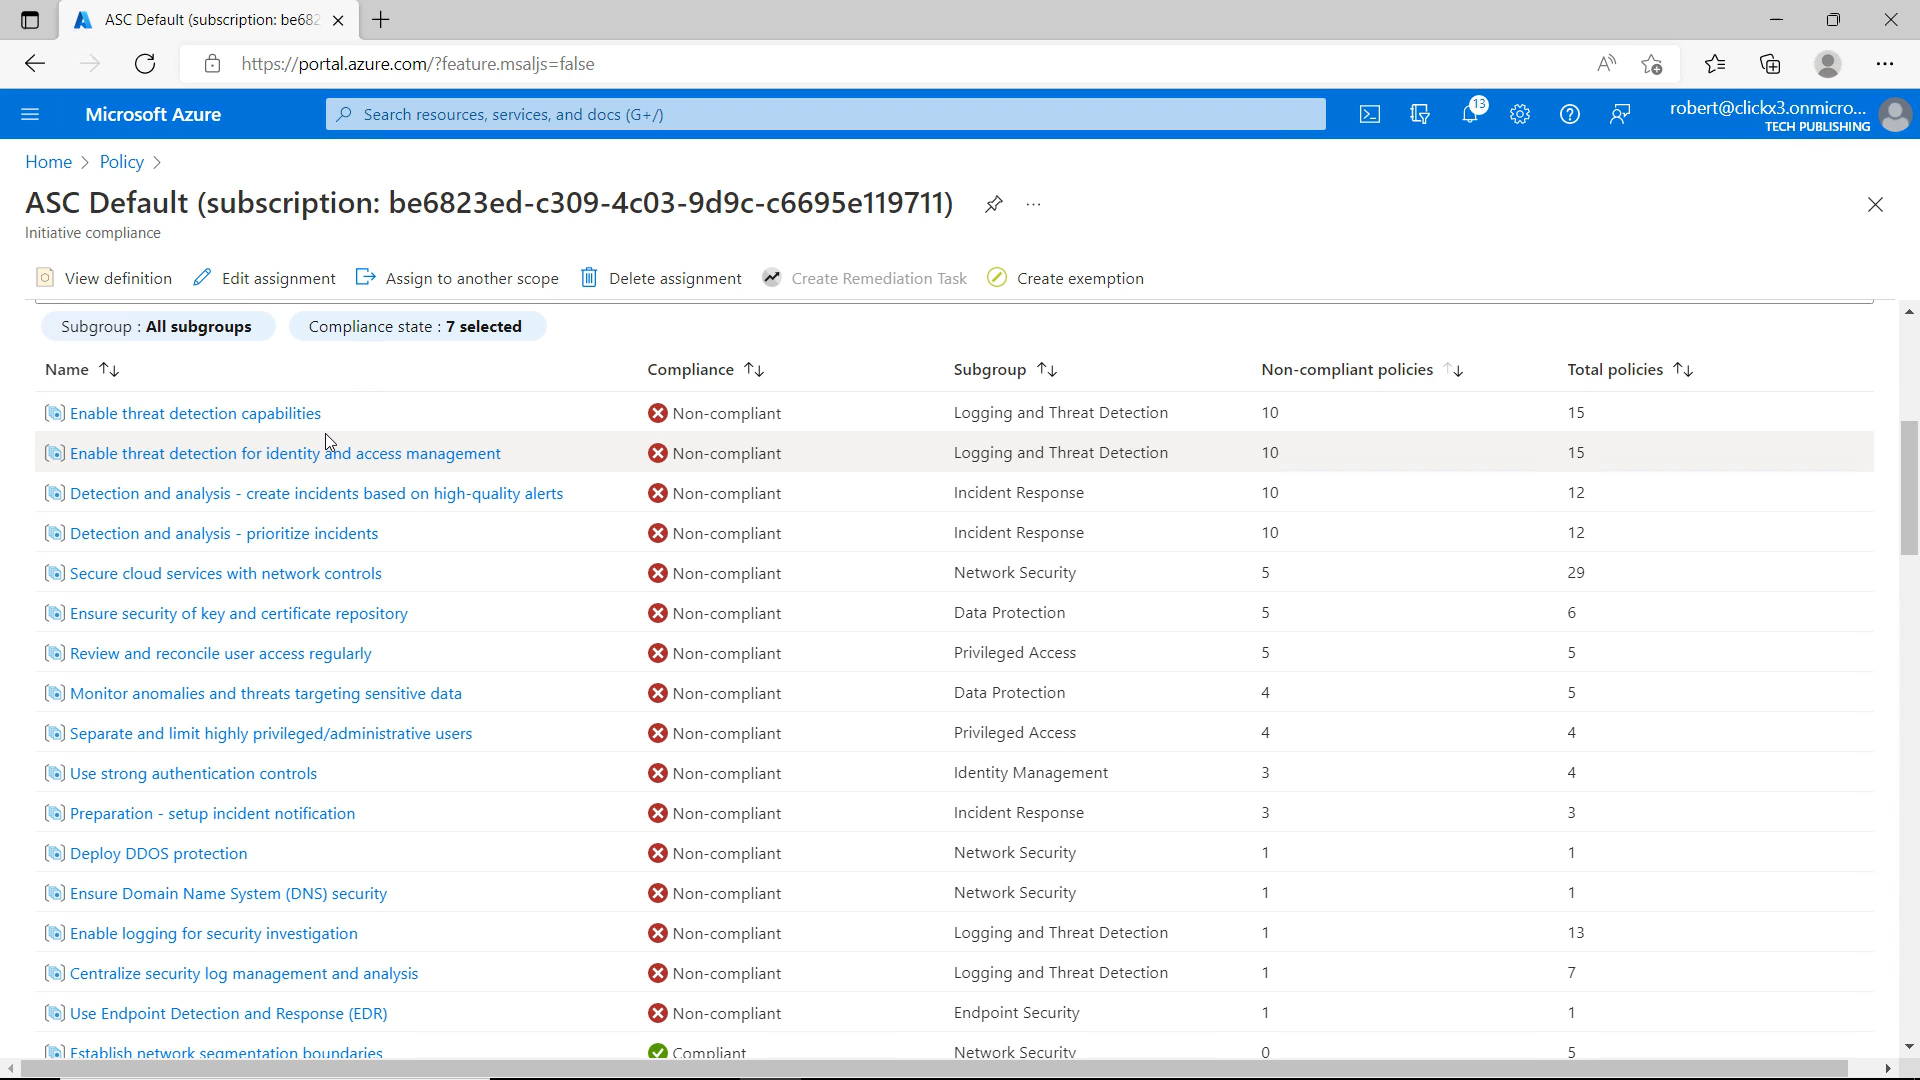 ASC Default (subscription: be682
https://portal.azure.com/?feature.msaljs=false
Microsoft Azure
Search resources, services, and docs (G+/)
13
robert@clickx3.onmicro...
TECH PUBLISHING
Home > Policy >
ASC Default (subscription: be6823ed-c309-4c03-9d9c-c6695e119711)
Initiative compliance
View definition Edit assignment Assign to another scope Delete assignment Create Remediation Task Create exemption
Subgroup : All subgroups Compliance state : 7 selected
Name Compliance Subgroup Non-compliant policies Total policies
Enable threat detection capabilities Non-compliant Logging and Threat Detection 10 15
Enable threat detection for identity and access management Non-compliant Logging and Threat Detection 10 15
Detection and analysis - create incidents based on high-quality alerts Non-compliant Incident Response 10 12
Detection and analysis - prioritize incidents Non-compliant Incident Response 10 12
Secure cloud services with network controls Non-compliant Network Security 5 29
Ensure security of key and certificate repository Non-compliant Data Protection 5 6
Review and reconcile user access regularly Non-compliant Privileged Access 5 5
Monitor anomalies and threats targeting sensitive data Non-compliant Data Protection 4 5
Separate and limit highly privileged/administrative users Non-compliant Privileged Access 4 4
Use strong authentication controls Non-compliant Identity Management 3 4
Preparation - setup incident notification Non-compliant Incident Response 3 3
Deploy DDOS protection Non-compliant Network Security 1 1
Ensure Domain Name System (DNS) security Non-compliant Network Security 1 1
Enable logging for security investigation Non-compliant Logging and Threat Detection 1 13
Centralize security log management and analysis Non-compliant Logging and Threat Detection 1 7
Use Endpoint Detection and Response (EDR) Non-compliant Endpoint Security 1 1
Establish network segmentation boundaries Compliant Network Security 0 5